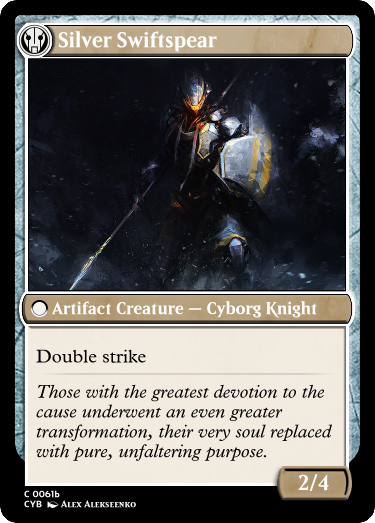 Silver Swiftspear
Artifact Creature — Cyborg Knight
Double strike
Those with the greatest devotion to the
cause underwent an even greater
transformation, their very soul replaced
with pure, unfaltering purpose.
2/4
C 0061b
CYB Alex Alekseenko